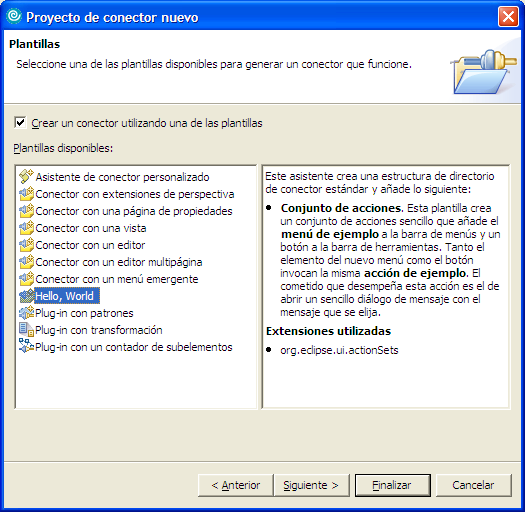 Proyecto de conector nuevo
Plantillas
Seleccione una de las plantillas disponibles para generar un conector que funcione.
Crear un conector utilizando una de las plantillas
Plantillas disponibles:
Asistente de conector personalizado
Conector con extensiones de perspectiva
Conector con una página de propiedades
Conector con una vista
Conector con un editor
Conector con un editor multipágina
Conector con un menú emergente
Hello, World
Plug-in con patrones
Plug-in con transformación
Plug-in con un contador de subelementos
Este asistente crea una estructura de directorio
de conector estándar y añade lo siguiente:
Conjunto de acciones. Esta plantilla crea
un conjunto de acciones sencillo que añade el
menú de ejemplo a la barra de menús y un
botón a la barra de herramientas. Tanto el
elemento del nuevo menú como el botón
invocan la misma acción de ejemplo. El
cometido que desempeña esta acción es el de
abrir un sencillo diálogo de mensaje con el
mensaje que se elija.
Extensiones utilizadas
org.eclipse.ui.actionSets
< Anterior
Siguiente >
Finalizar
Cancelar